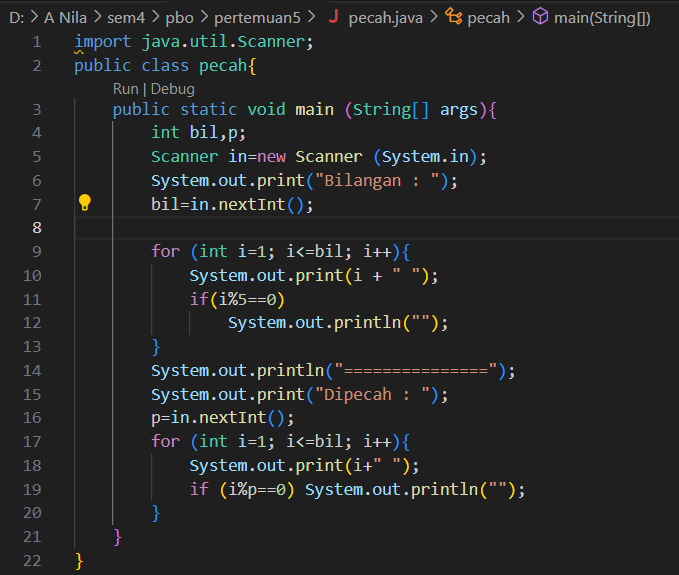 D: > A Nila > sem4 > pbo > pertemuan5 > J pecah.java > pecah > main(String[])
1 import java.util.Scanner;
2 public class pecah{
Run | Debug
3 public static void main (String[] args){
4 int bil,p;
5 Scanner in=new Scanner (System.in);
6 System.out.print("Bilangan : ");
7 bil=in.nextInt();
8
9 for (int i=1; i<=bil; i++){
10 System.out.print(i + " ");
11 if(i%5==0)
12 System.out.println("");
13 }
14 System.out.println("===============");
15 System.out.print("Dipecah : ");
16 p=in.nextInt();
17 for (int i=1; i<=bil; i++){
18 System.out.print(i+" ");
19 if (i%p==0) System.out.println("");
20 }
21 }
22 }